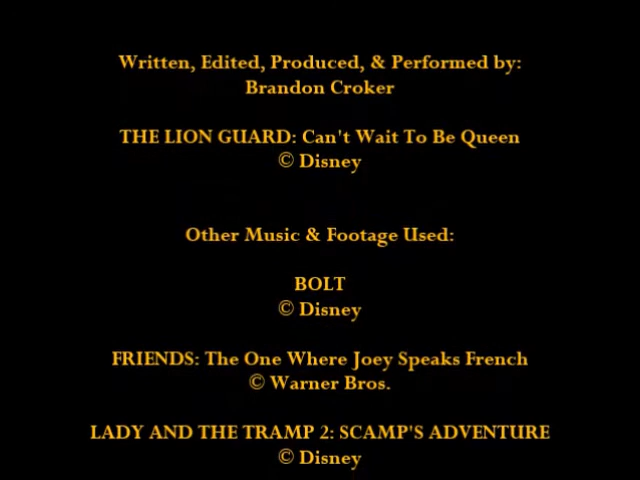 Written, Edited, Produced, & Performed by:
Brandon Croker
THE LION GUARD: Can't Wait To Be Queen
© Disney
Other Music & Footage Used:
BOLT
© Disney
FRIENDS: The One Where Joey Speaks French
© Warner Bros.
LADY AND THE TRAMP 2: SCAMP'S ADVENTURE
© Disney